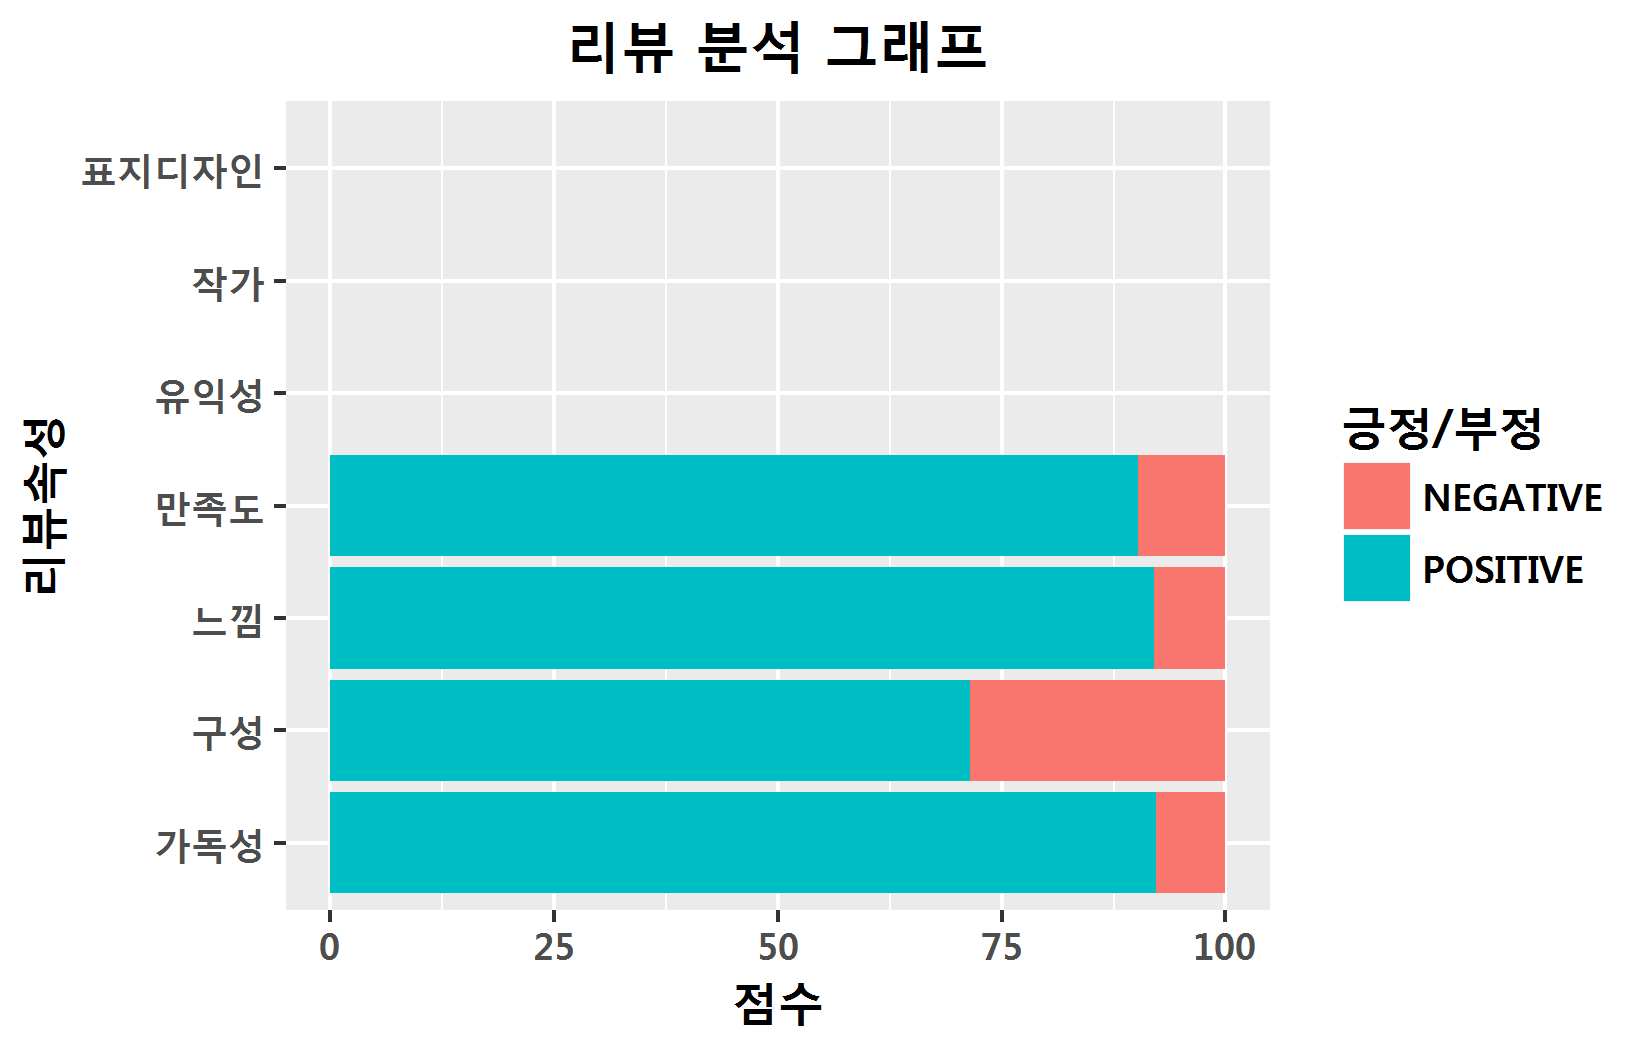 리뷰 분석 그래프
표지디자인
작가
유익성
만족도
느낌
구성
가독성
리뷰속성
0 25 50 75 100
점수
긍정/부정
NEGATIVE
POSITIVE